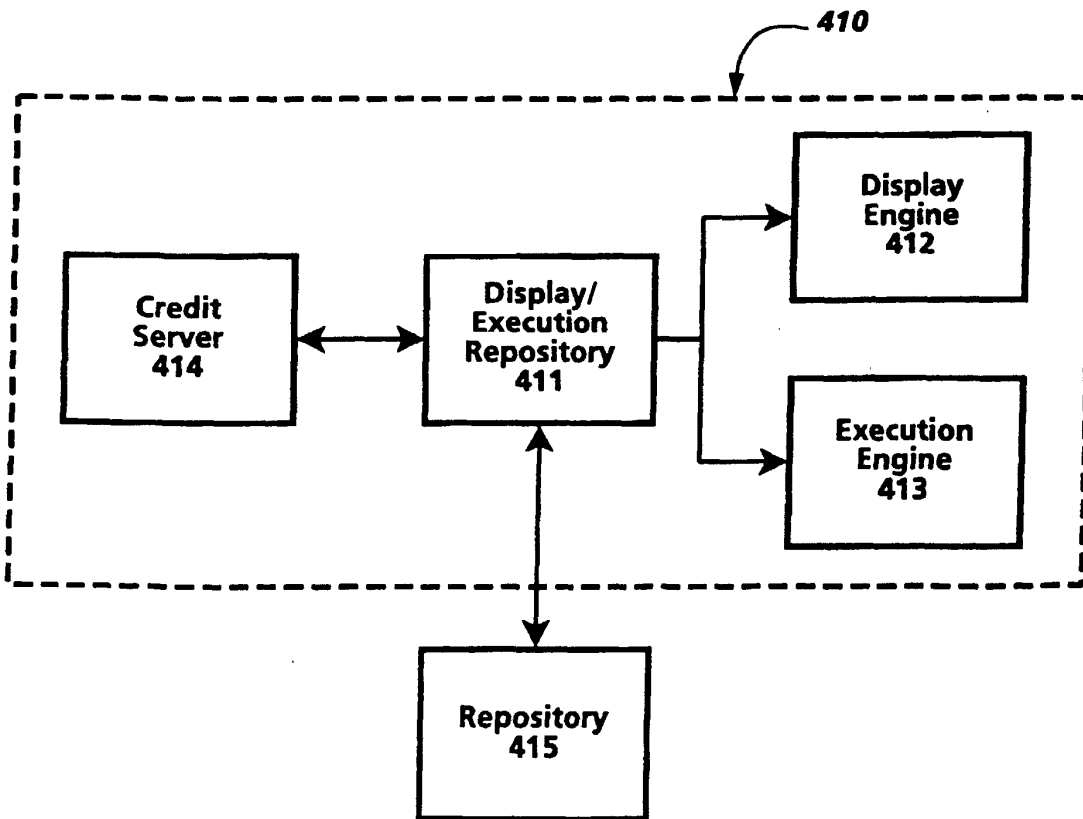 410
Display
Engine
412
Credit
Server
414
Display/
Execution
Repository
411
Execution
Engine
413
Repository
415